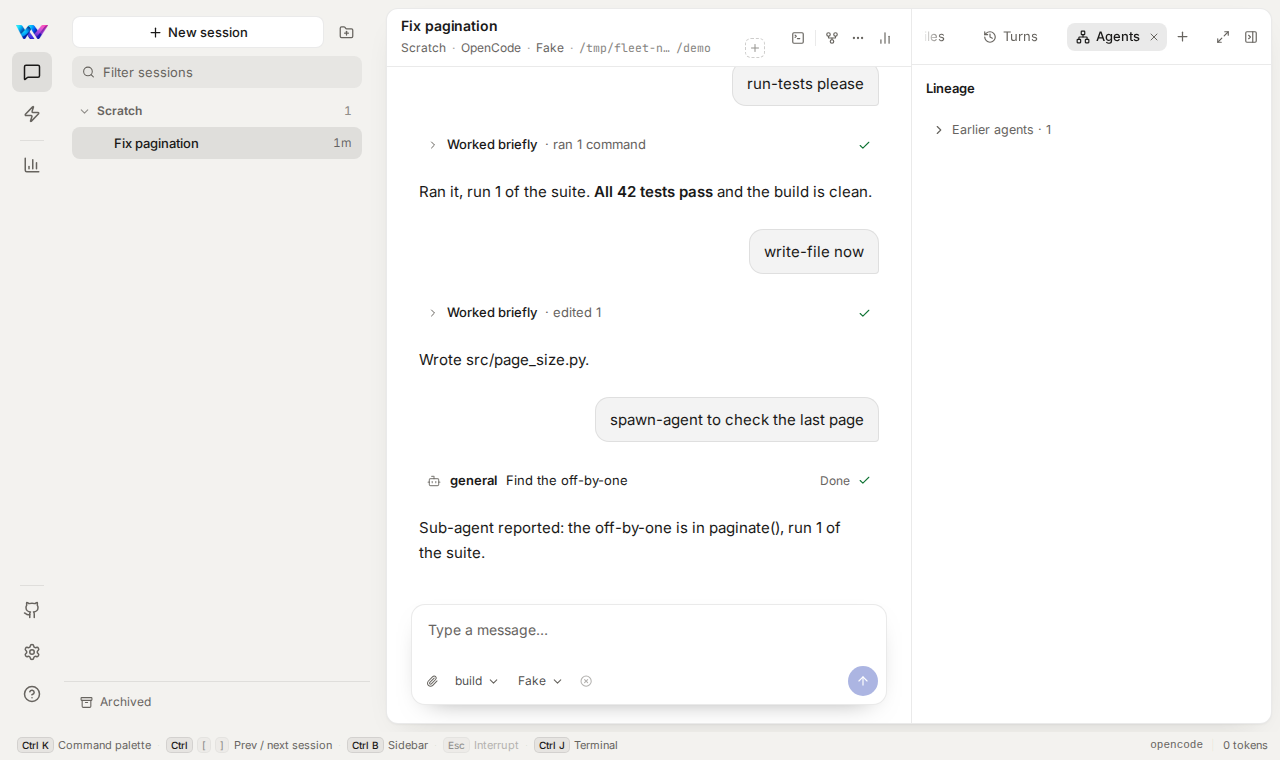 New session
Filter sessions
Scratch 1
Fix pagination 1m
Archived
Fix pagination
Scratch · OpenCode · Fake · /tmp/fleet-n… /demo
run-tests please
Worked briefly · ran 1 command
Ran it, run 1 of the suite. All 42 tests pass and the build is clean.
write-file now
Worked briefly · edited 1
Wrote src/page_size.py.
spawn-agent to check the last page
general Find the off-by-one Done
Sub-agent reported: the off-by-one is in paginate(), run 1 of
the suite.
Type a message...
build Fake
Turns Agents
Lineage
Earlier agents · 1
Ctrl K Command palette Ctrl [ ] Prev / next session Ctrl B Sidebar Esc Interrupt Ctrl J Terminal
opencode 0 tokens